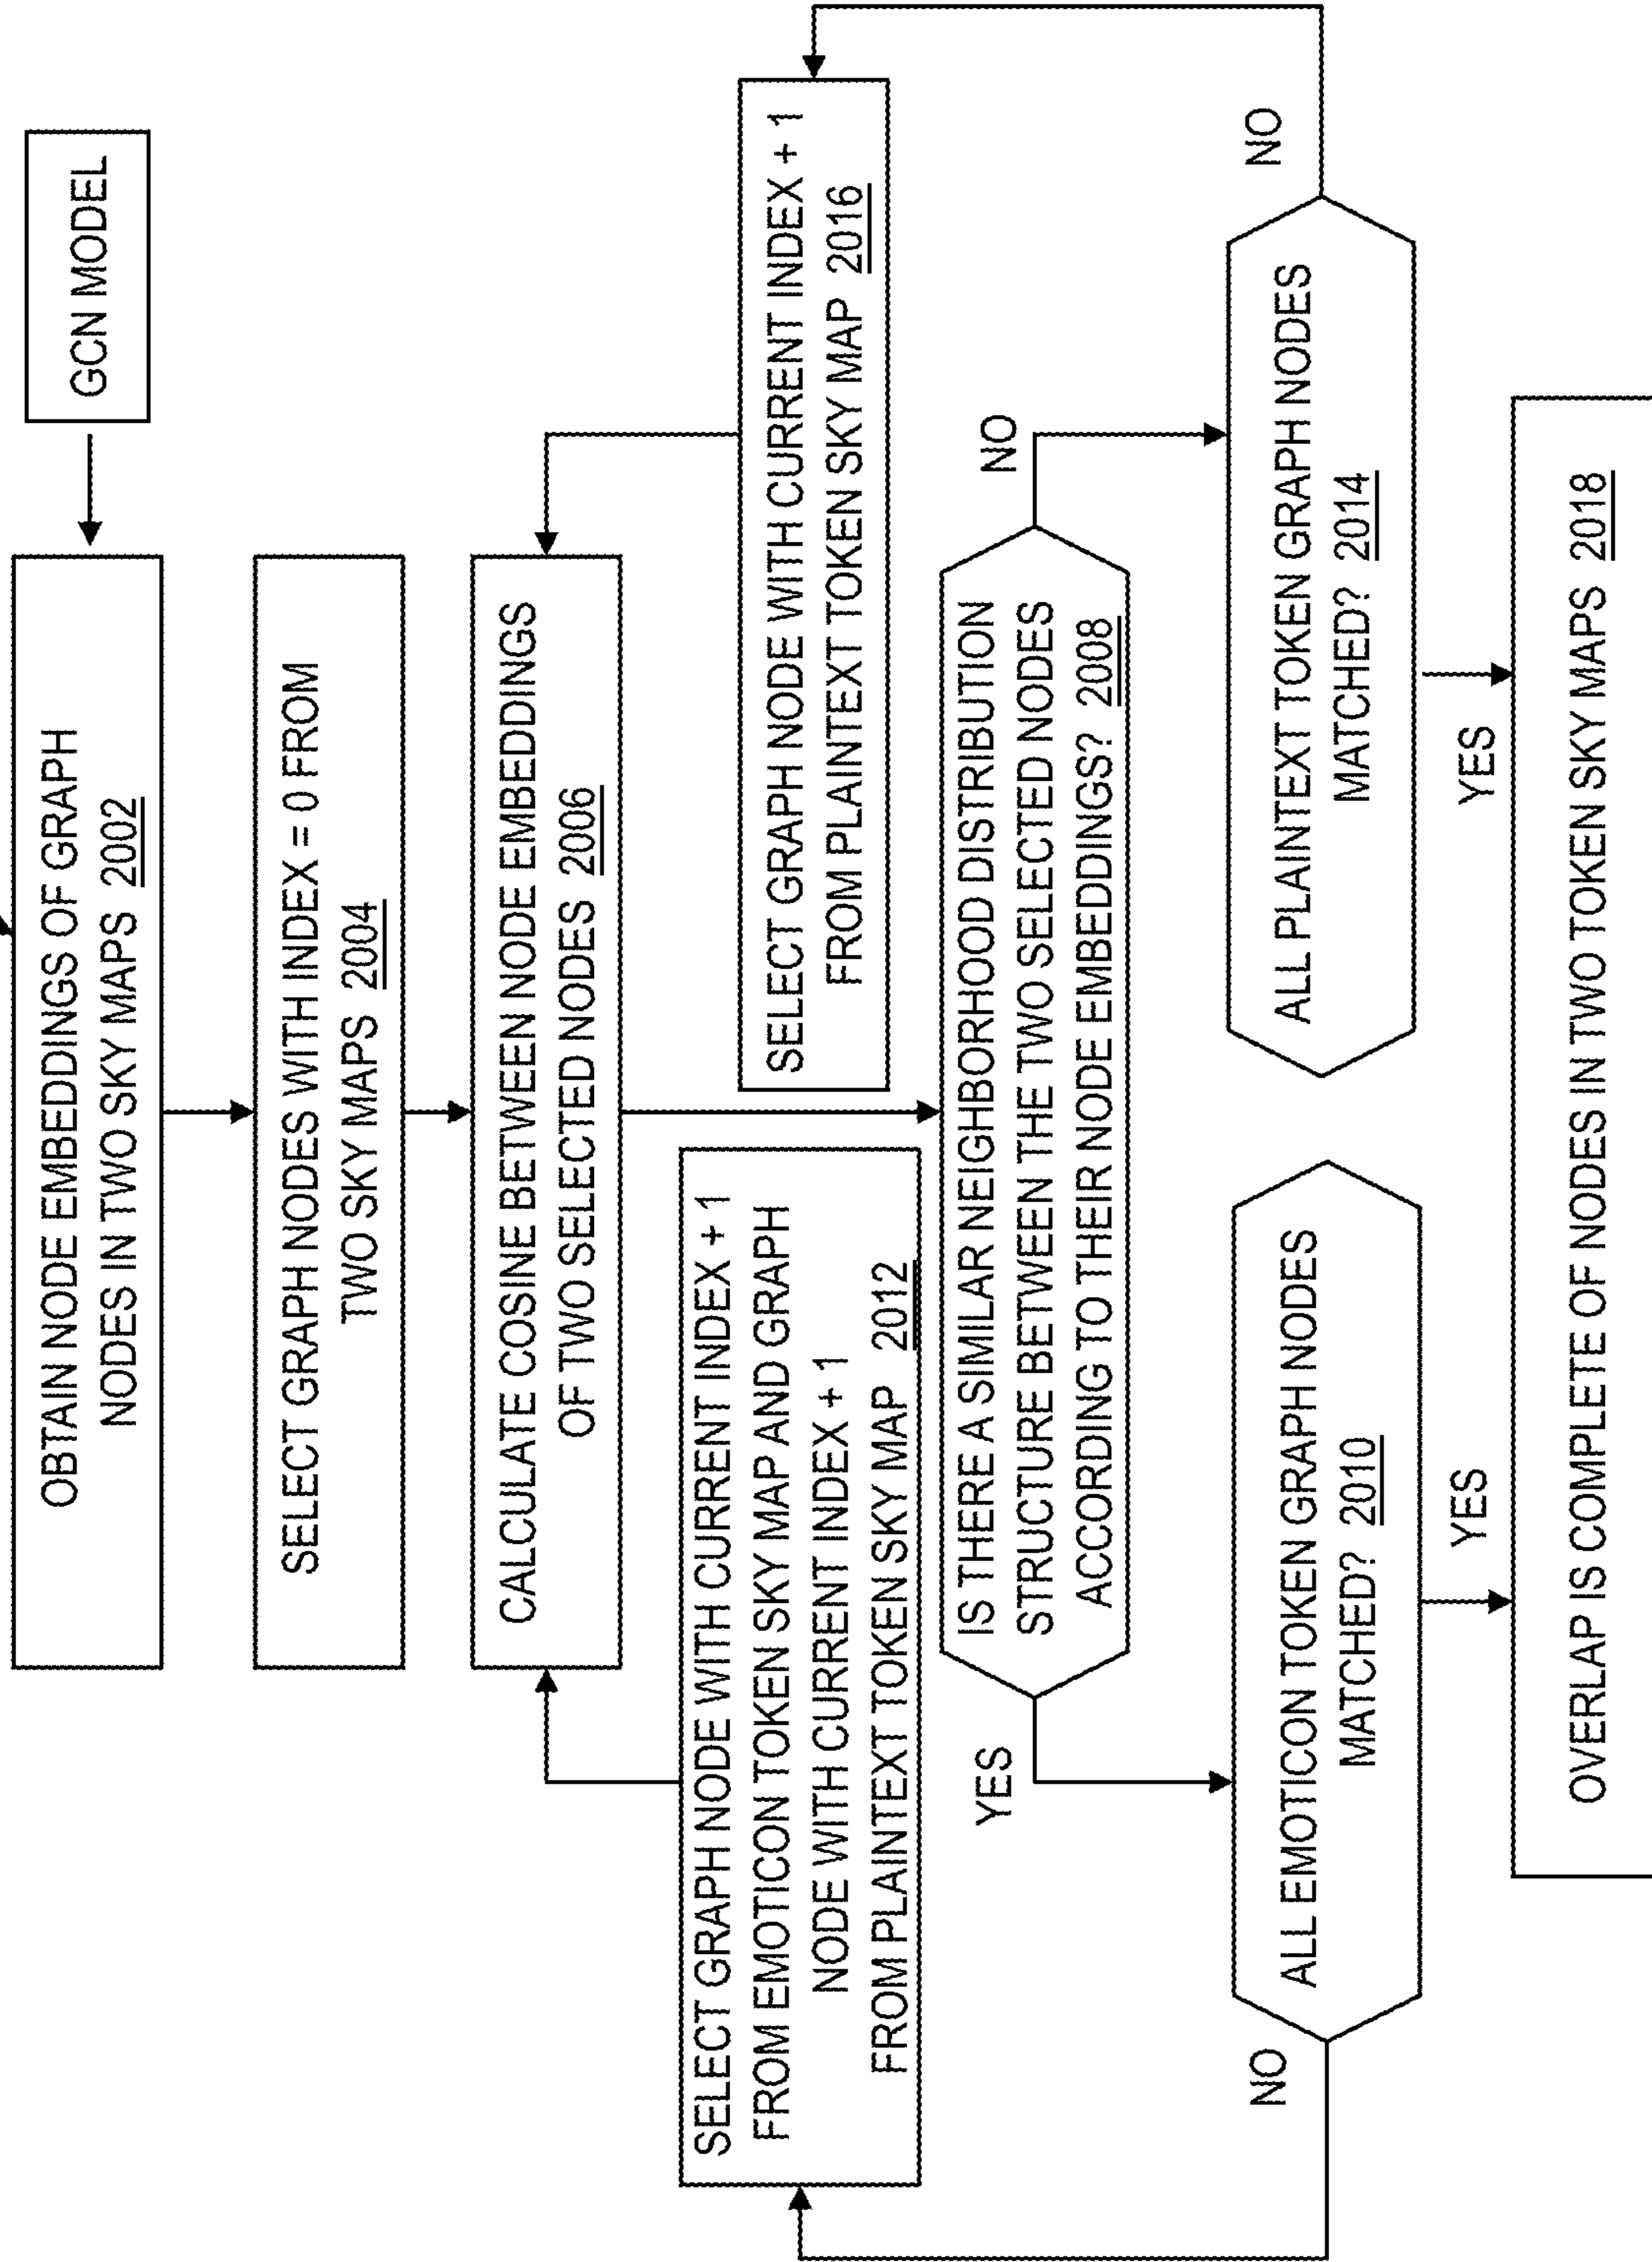 GCN MODEL
OBTAIN NODE EMBEDDINGS OF GRAPH
NODES IN TWO SKY MAPS 2002
SELECT GRAPH NODES WITH INDEX = 0 FROM
TWO SKY MAPS 2004
CALCULATE COSINE BETWEEN NODE EMBEDDINGS
OF TWO SELECTED NODES 2006
SELECT GRAPH NODE WITH CURRENT INDEX + 1
FROM EMOTICON TOKEN SKY MAP AND GRAPH
NODE WITH CURRENT INDEX + 1
FROM PLAINTEXT TOKEN SKY MAP 2012
SELECT GRAPH NODE WITH CURRENT INDEX + 1
FROM PLAINTEXT TOKEN SKY MAP 2016
YES
IS THERE A SIMILAR NEIGHBORHOOD DISTRIBUTION
STRUCTURE BETWEEN THE TWO SELECTED NODES
ACCORDING TO THEIR NODE EMBEDDINGS? 2008
NO
NO
ALL EMOTICON TOKEN GRAPH NODES
MATCHED? 2010
ALL PLAINTEXT TOKEN GRAPH NODES
MATCHED? 2014
NO
YES
YES
OVERLAP IS COMPLETE OF NODES IN TWO TOKEN SKY MAPS 2018